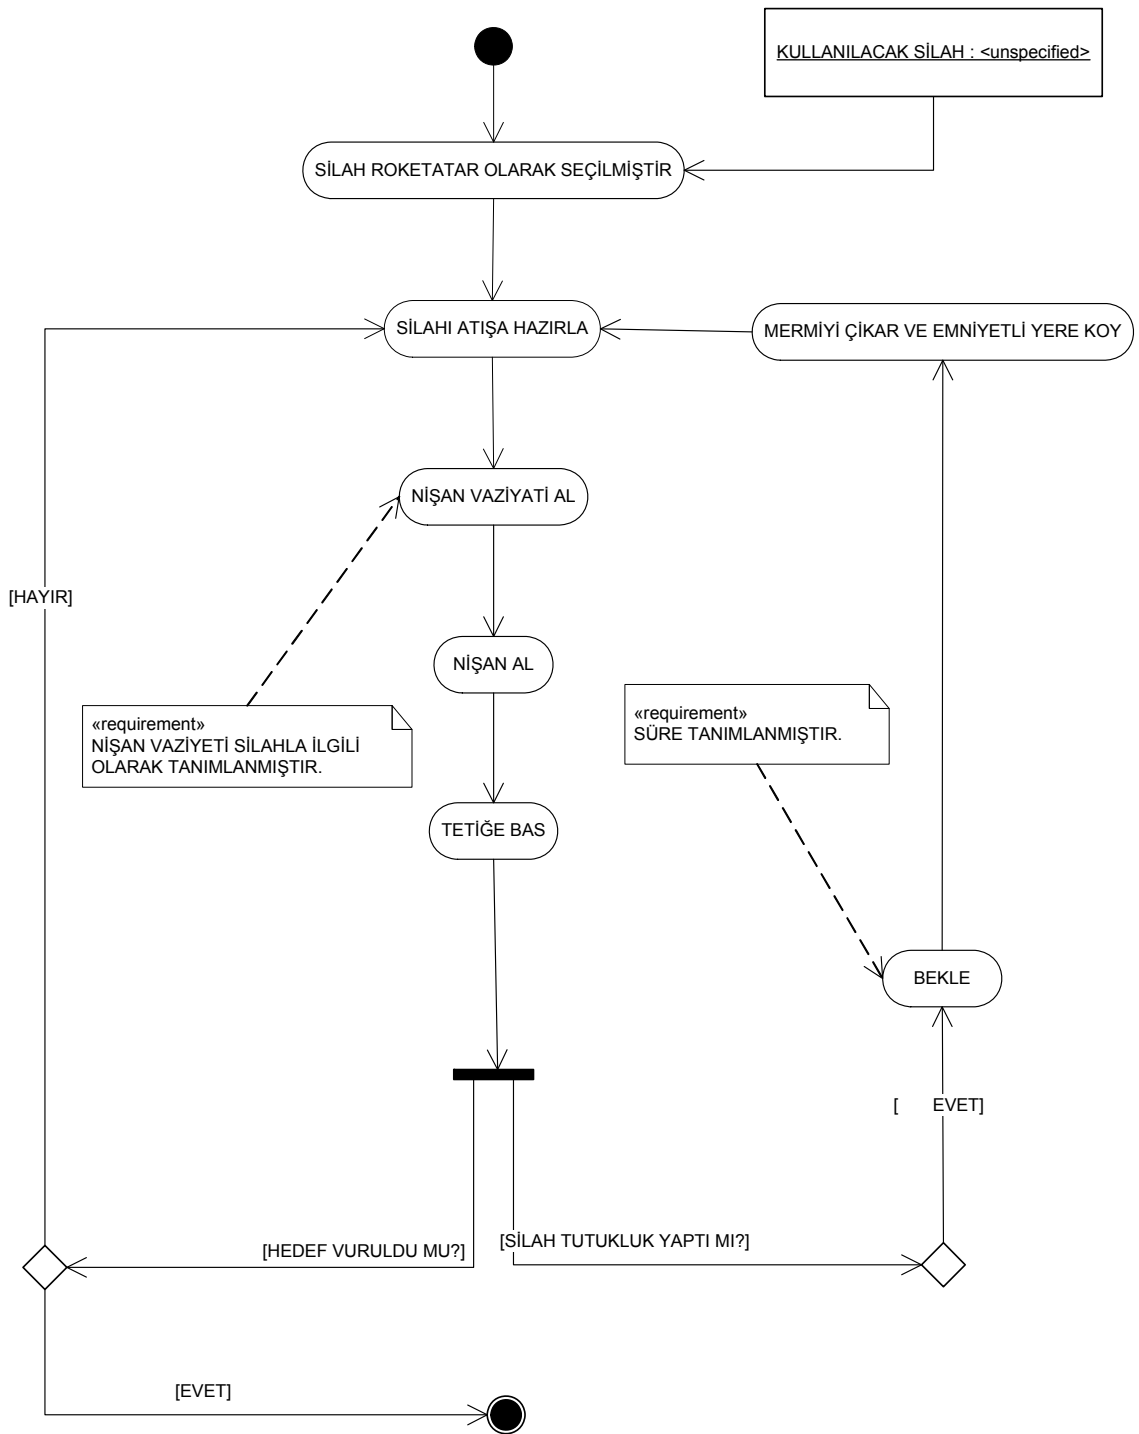 KULLANILACAK SİLAH : <unspecified>
SİLAH ROKETATAR OLARAK SEÇİLMİŞTİR
SİLAHI ATIŞA HAZIRLA
MERMİYİ ÇİKAR VE EMNİYETLİ YERE KOY
NİŞAN VAZİYATİ AL
[HAYIR]
NİŞAN AL
«requirement»
NİŞAN VAZİYETİ SİLAHLA İLGİLİ
OLARAK TANIMLANMIŞTIR.
«requirement»
SÜRE TANIMLANMIŞTIR.
TETİĞE BAS
BEKLE
[ EVET]
[HEDEF VURULDU MU?]
[SİLAH TUTUKLUK YAPTI MI?]
[EVET]